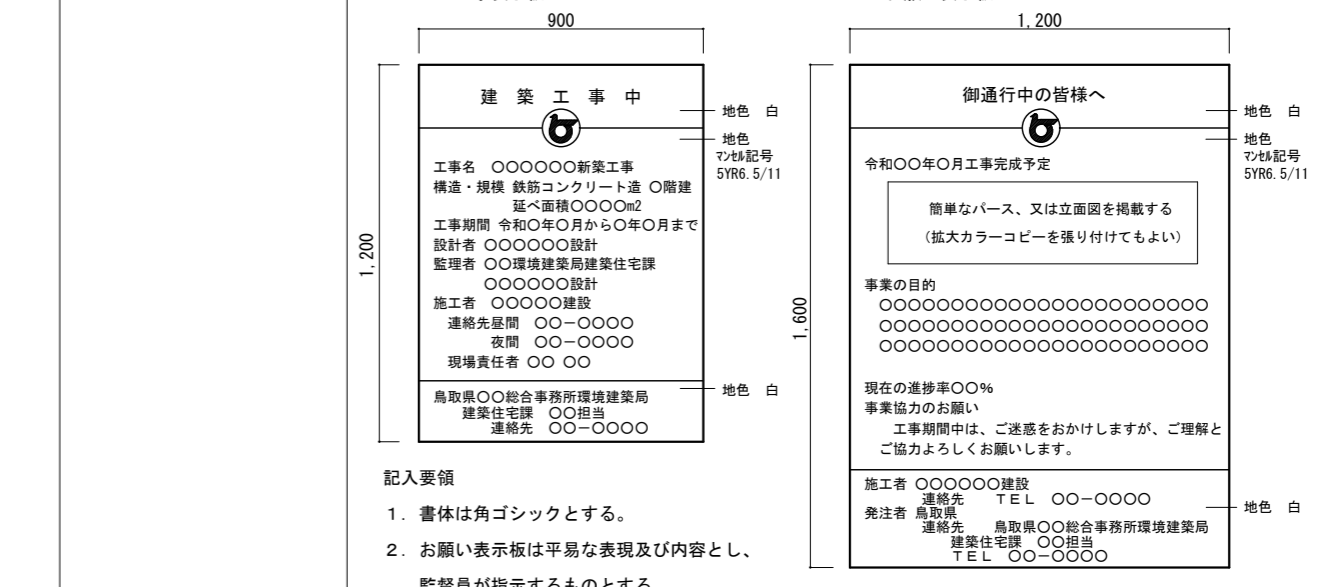 900
1,200
建 築 工 事 中
地色 白
地色
マンセル記号
5YR6.5/11
工事名 〇〇〇〇〇〇新築工事
構造・規模 鉄筋コンクリート造 〇階建
延べ面積〇〇〇〇m2
工事期間 令和〇年〇月から〇年〇月まで
設計者 〇〇〇〇〇〇設計
監理者 〇〇環境建築局建築住宅課
〇〇〇〇〇〇設計
施工者 〇〇〇〇〇建設
連絡先昼間 〇〇−〇〇〇〇
夜間 〇〇−〇〇〇〇
現場責任者 〇〇 〇〇
鳥取県〇〇総合事務所環境建築局
建築住宅課 〇〇担当
連絡先 〇〇−〇〇〇〇
地色 白
1,200
記入要領
1. 書体は角ゴシックとする。
2. お願い表示板は平易な表現及び内容とし、
監督員が指示するものとする。
御通行中の皆様へ
地色 白
地色
マンセル記号
5YR6.5/11
令和〇〇年〇月工事完成予定
簡単なパース、又は立面図を掲載する
(拡大カラーコピーを張り付けてもよい)
事業の目的
〇〇〇〇〇〇〇〇〇〇〇〇〇〇〇〇〇〇〇〇〇〇〇
〇〇〇〇〇〇〇〇〇〇〇〇〇〇〇〇〇〇〇〇〇〇〇
〇〇〇〇〇〇〇〇〇〇〇〇〇〇〇〇〇〇〇〇〇〇〇
現在の進捗率〇〇%
事業協力のお願い
工事期間中は、ご迷惑をおかけしますが、ご理解と
ご協力よろしくお願いします。
施工者 〇〇〇〇〇〇建設
連絡先 TEL 〇〇−〇〇〇〇
発注者 鳥取県
連絡先 鳥取県〇〇総合事務所環境建築局
建築住宅課 〇〇担当
TEL 〇〇−〇〇〇〇
地色 白
1,600